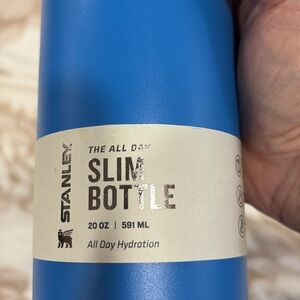 STANLEY
THE ALL DAY
SLIM
BOTTLE
20 OZ | 591 ML
All Day Hydration